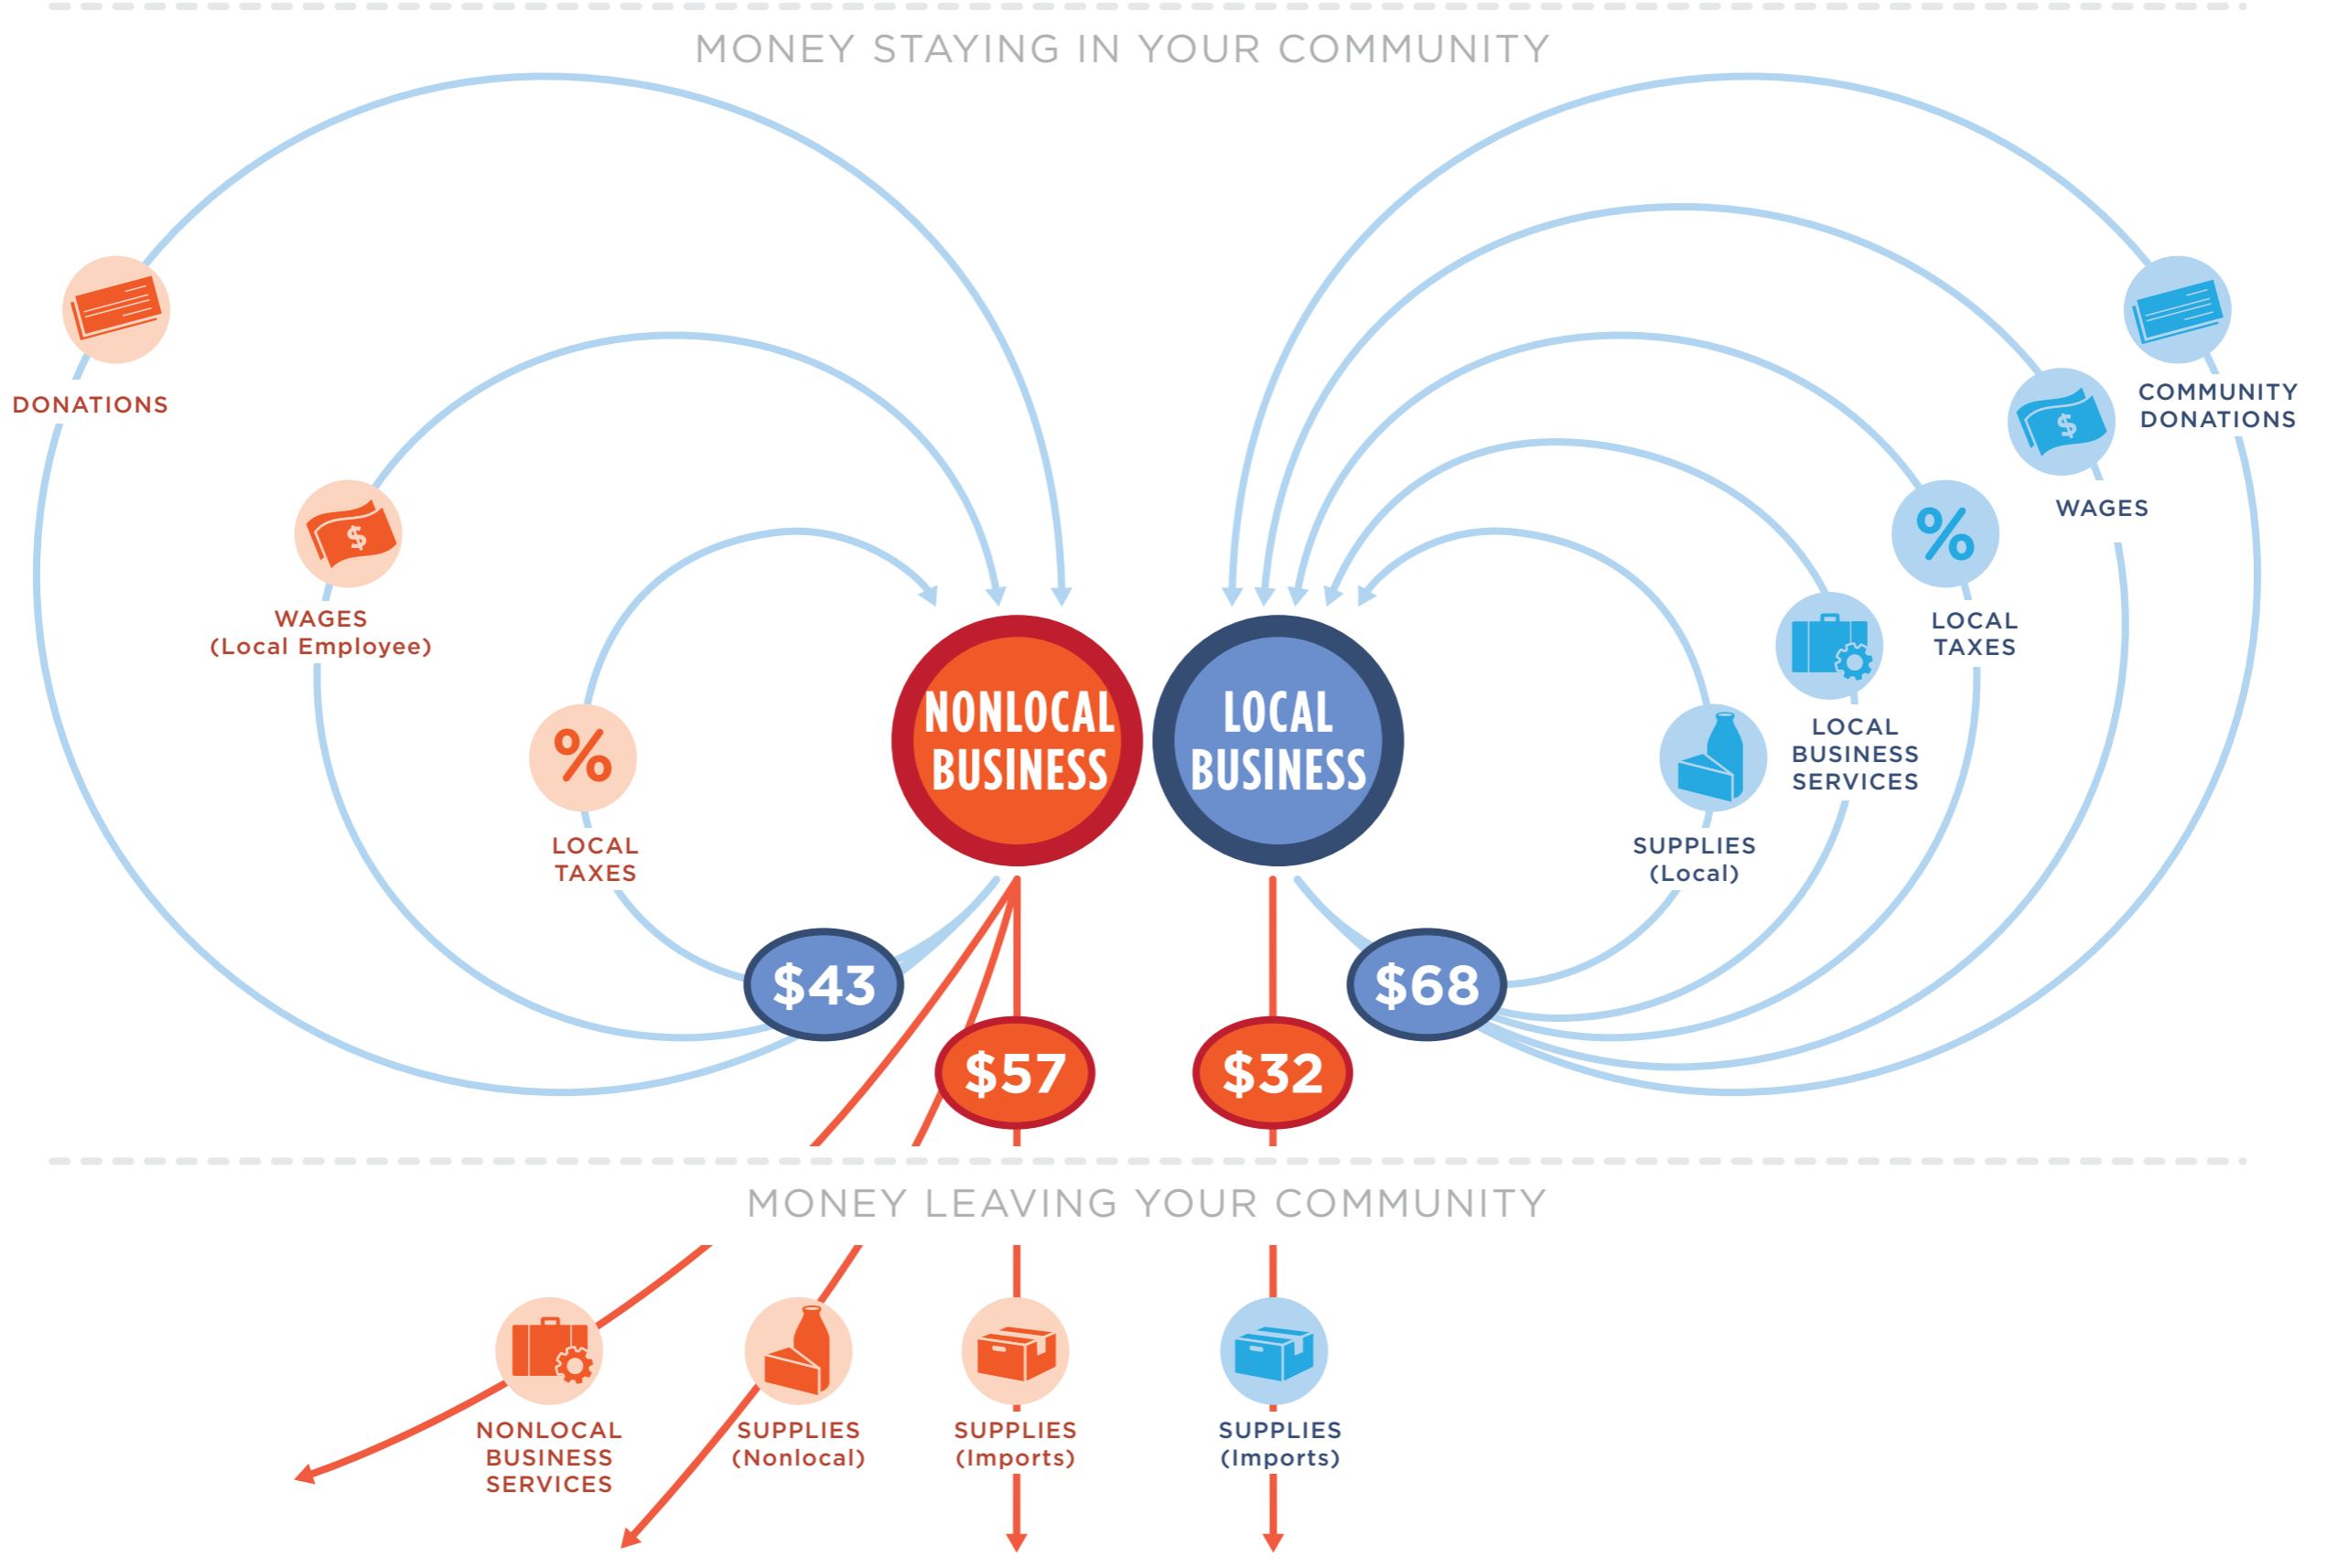 MONEY STAYING IN YOUR COMMUNITY
DONATIONS
WAGES
(Local Employee)
LOCAL
TAXES
NONLOCAL
BUSINESS
LOCAL
BUSINESS
COMMUNITY
DONATIONS
WAGES
LOCAL
TAXES
LOCAL
BUSINESS
SERVICES
SUPPLIES
(Local)
%
%
$
$
$43
$57
$32
$68
MONEY LEAVING YOUR COMMUNITY
NONLOCAL
BUSINESS
SERVICES
SUPPLIES
(Nonlocal)
SUPPLIES
(Imports)
SUPPLIES
(Imports)